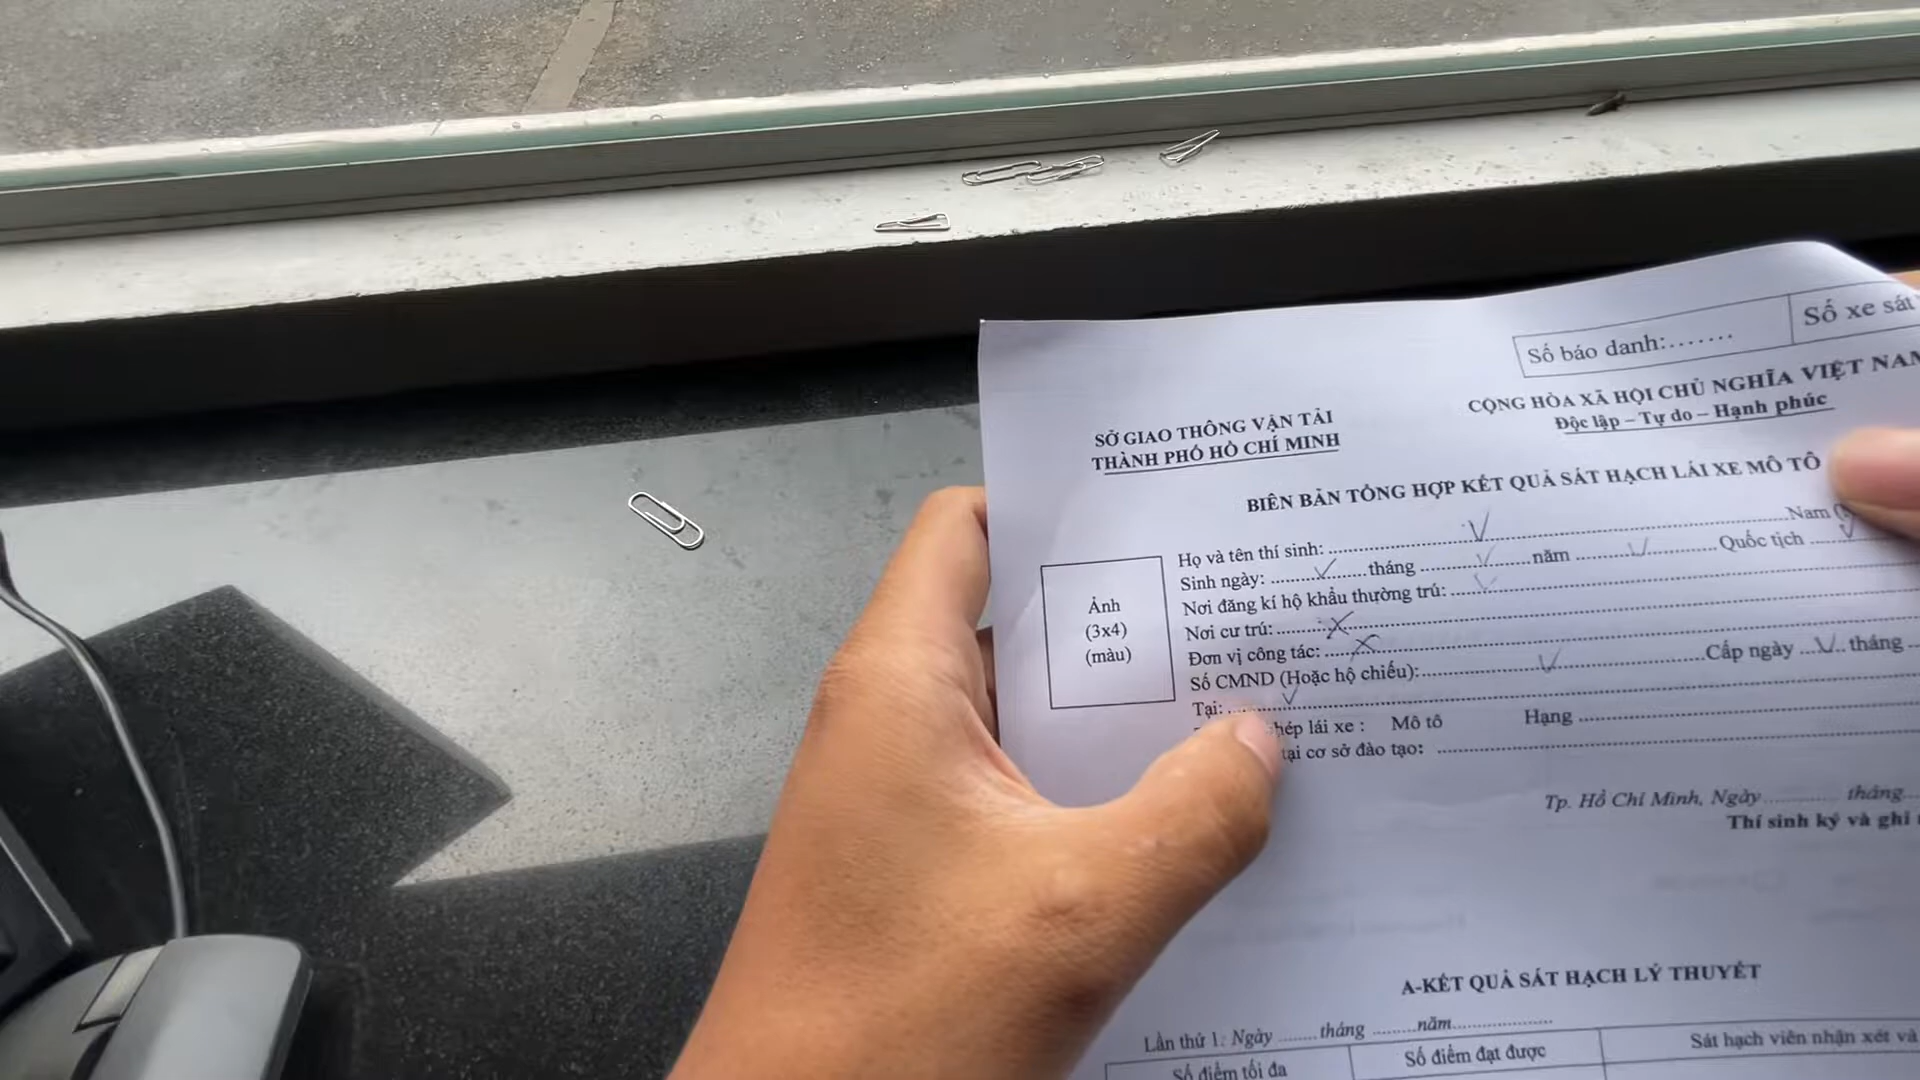 Số báo danh:.......
Số xe sát
SỞ GIAO THÔNG VẬN TẢI
THÀNH PHỐ HỒ CHÍ MINH
CỘNG HÒA XÃ HỘI CHỦ NGHĨA VIỆT NAM
Độc lập – Tự do – Hạnh phúc
BIÊN BẢN TỔNG HỢP KẾT QUẢ SÁT HẠCH LÁI XE MÔ TÔ
Ảnh
(3x4)
(màu)
Họ và tên thí sinh: ........ V ........ Nam
Sinh ngày: ........ V ........ tháng ........ V ........ năm ........ V ........ Quốc tịch ........ V
Nơi đăng kí hộ khẩu thường trú: ........ V ........
Nơi cư trú: ........ X ........
Đơn vị công tác: ........ X ........
Số CMND (Hoặc hộ chiếu): ........ V ........ Cấp ngày ... V .. tháng ...
Tại: ........ V ........
hép lái xe : Mô tô Hạng ........
tại cơ sở đào tạo: ........
Tp. Hồ Chí Minh, Ngày ........ tháng ....
Thí sinh ký và ghi
A-KẾT QUẢ SÁT HẠCH LÝ THUYẾT
Lần thứ 1: Ngày ........ tháng ........ năm ........
Số điểm tối đa
Số điểm đạt được
Sát hạch viên nhận xét và